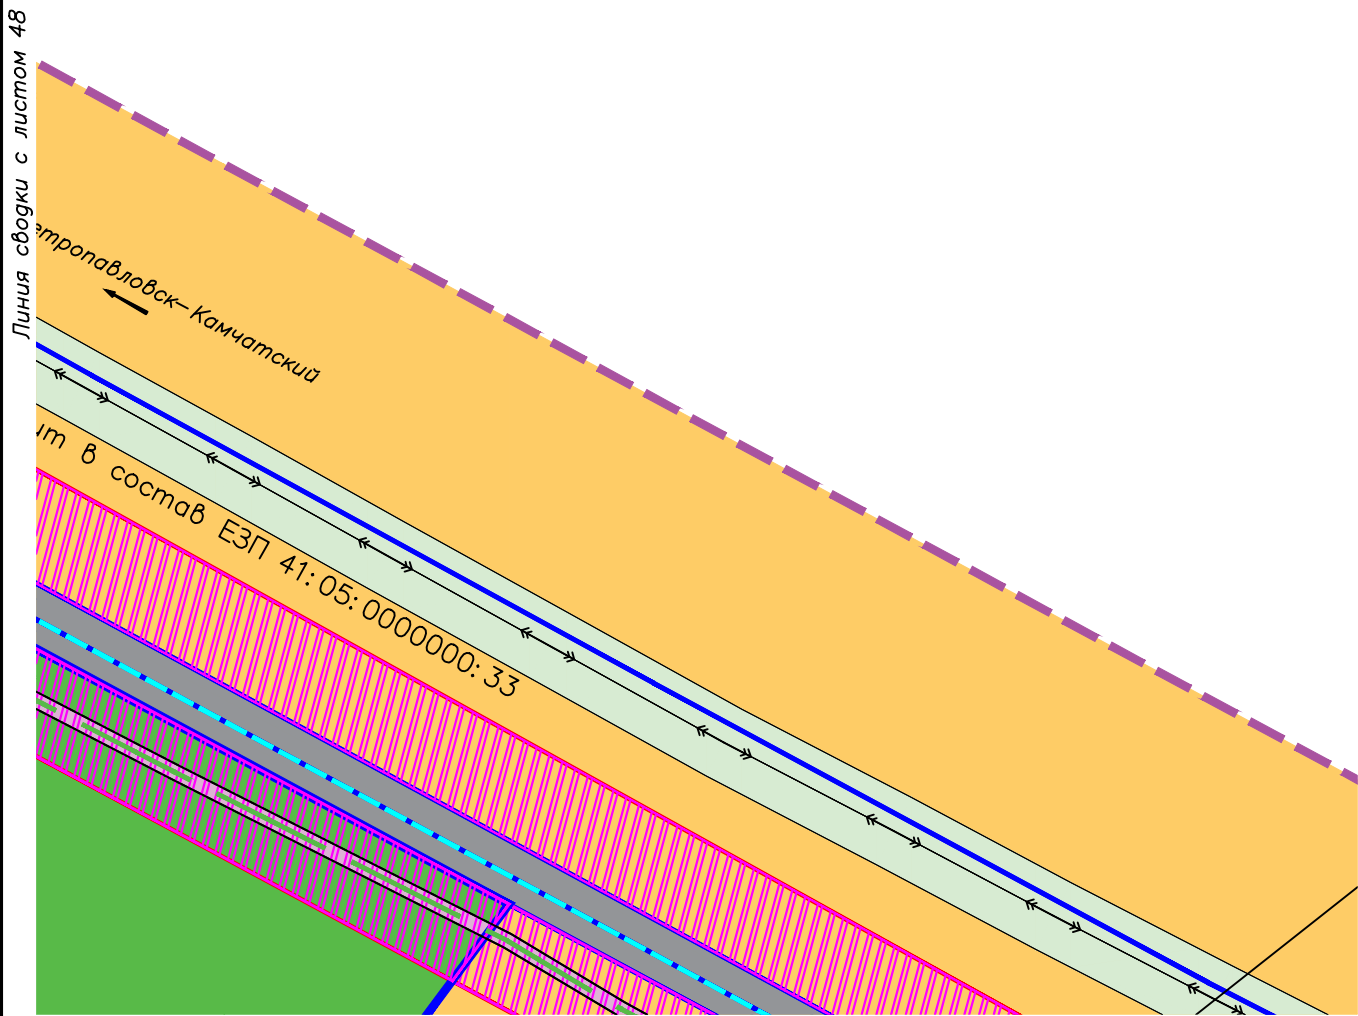 Линия сводки с листом 48
етропавловск-Камчатский
ит в состав ЕЗП 41:05:0000000:33